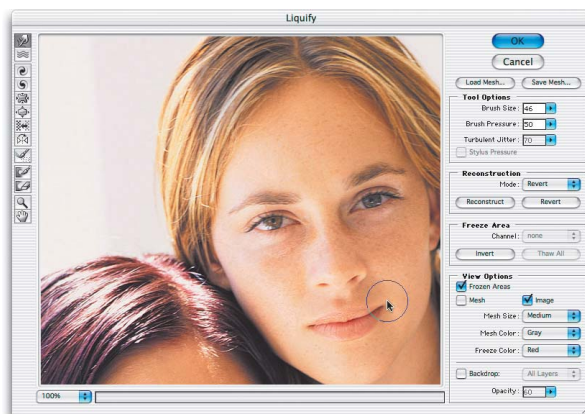 Liquify
OK
Cancel
Load Mesh... Save Mesh...
Tool Options
Brush Size: 46
Brush Pressure: 50
Turbulent Jitter: 70
Stylus Pressure
Reconstruction
Mode: Revert
Reconstruct Revert
Freeze Area
Channel: none
Invert Thaw All
View Options
Frozen Areas
Mesh Image
Mesh Size: Medium
Mesh Color: Gray
Freeze Color: Red
Backdrop: All Layers
Opacity: 60
100%